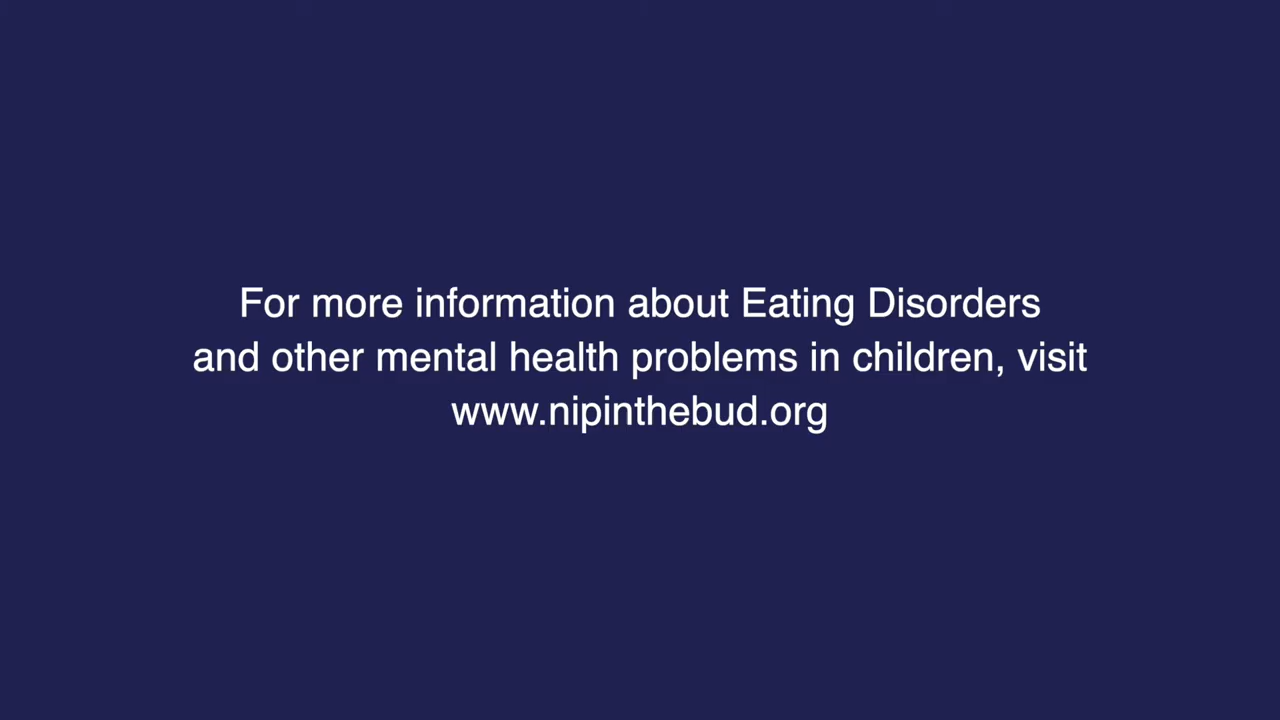 For more information about Eating Disorders
and other mental health problems in children, visit
www.nipinthebud.org